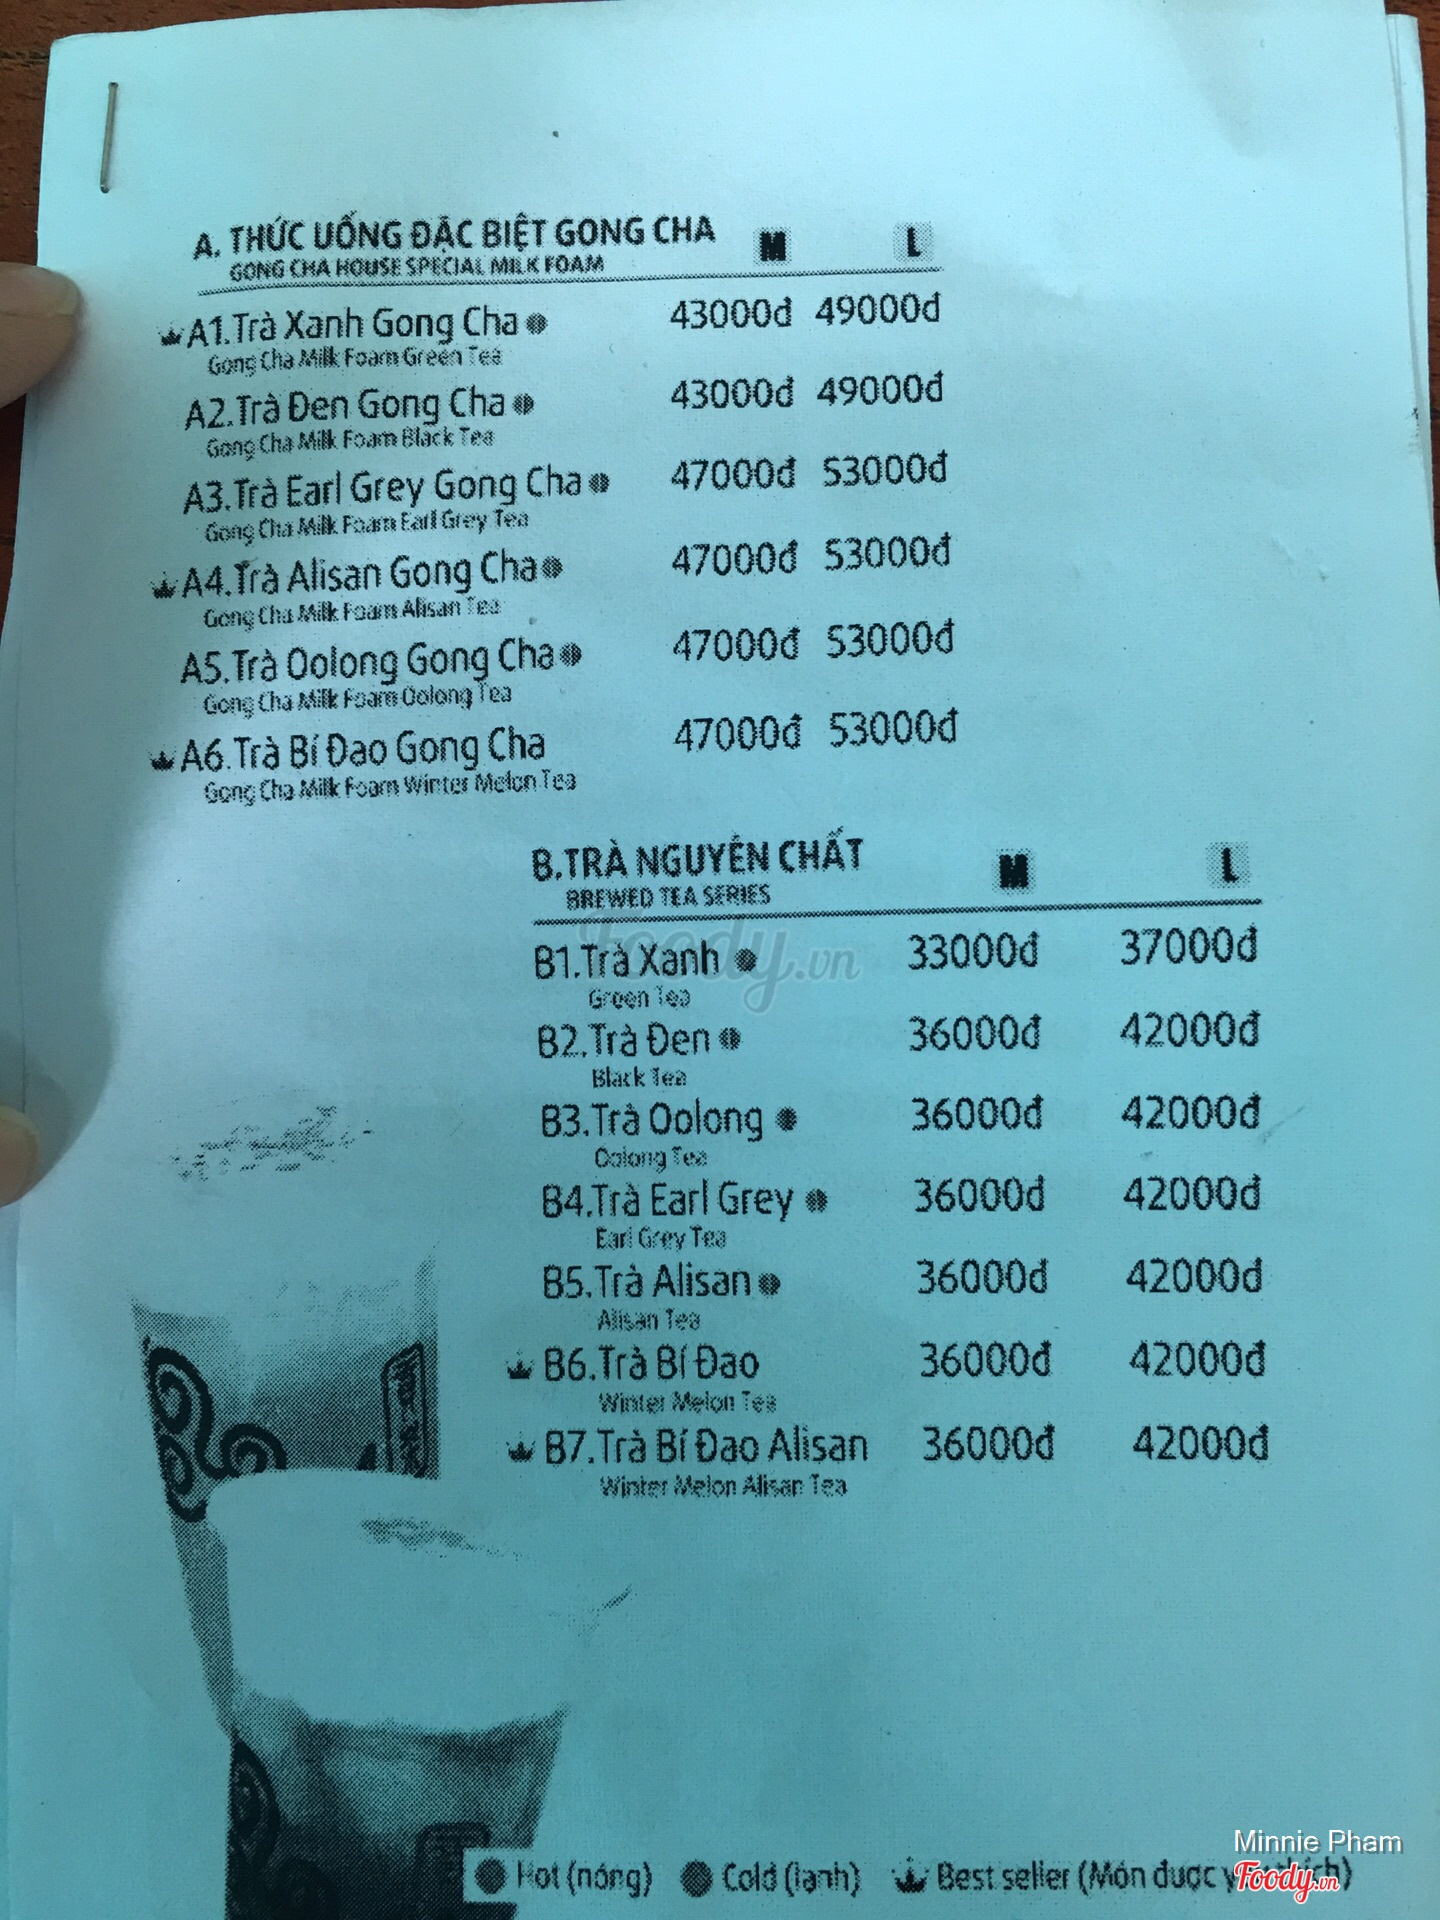 A. THỨC UỐNG ĐẶC BIỆT GONG CHA M L
GONG CHA HOUSE SPECIAL MILK FOAM
A1.Trà Xanh Gong Cha 43000đ 49000đ
Gong Cha Milk Foam Green Tea
A2.Trà Đen Gong Cha 43000đ 49000đ
Gong Cha Milk Foam Black Tea
A3.Trà Earl Grey Gong Cha 47000đ 53000đ
Gong Cha Milk Foam Earl Grey Tea
A4.Trà Alisan Gong Cha 47000đ 53000đ
Gong Cha Milk Foam Alisan Tea
A5.Trà Oolong Gong Cha 47000đ 53000đ
Gong Cha Milk Foam Oolong Tea
A6.Trà Bí Đao Gong Cha 47000đ 53000đ
Gong Cha Milk Foam Winter Melon Tea
B.TRÀ NGUYÊN CHẤT M L
BREWED TEA SERIES
B1.Trà Xanh 33000đ 37000đ
Green Tea
B2.Trà Đen 36000đ 42000đ
Black Tea
B3.Trà Oolong 36000đ 42000đ
Oolong Tea
B4.Trà Earl Grey 36000đ 42000đ
Earl Grey Tea
B5.Trà Alisan 36000đ 42000đ
Alisan Tea
B6.Trà Bí Đao 36000đ 42000đ
Winter Melon Tea
B7.Trà Bí Đao Alisan 36000đ 42000đ
Winter Melon Alisan Tea
Foody.vn
Minnie Pham
Hot (nóng) Cold (lạnh) Best seller (Món được
Foody.vn